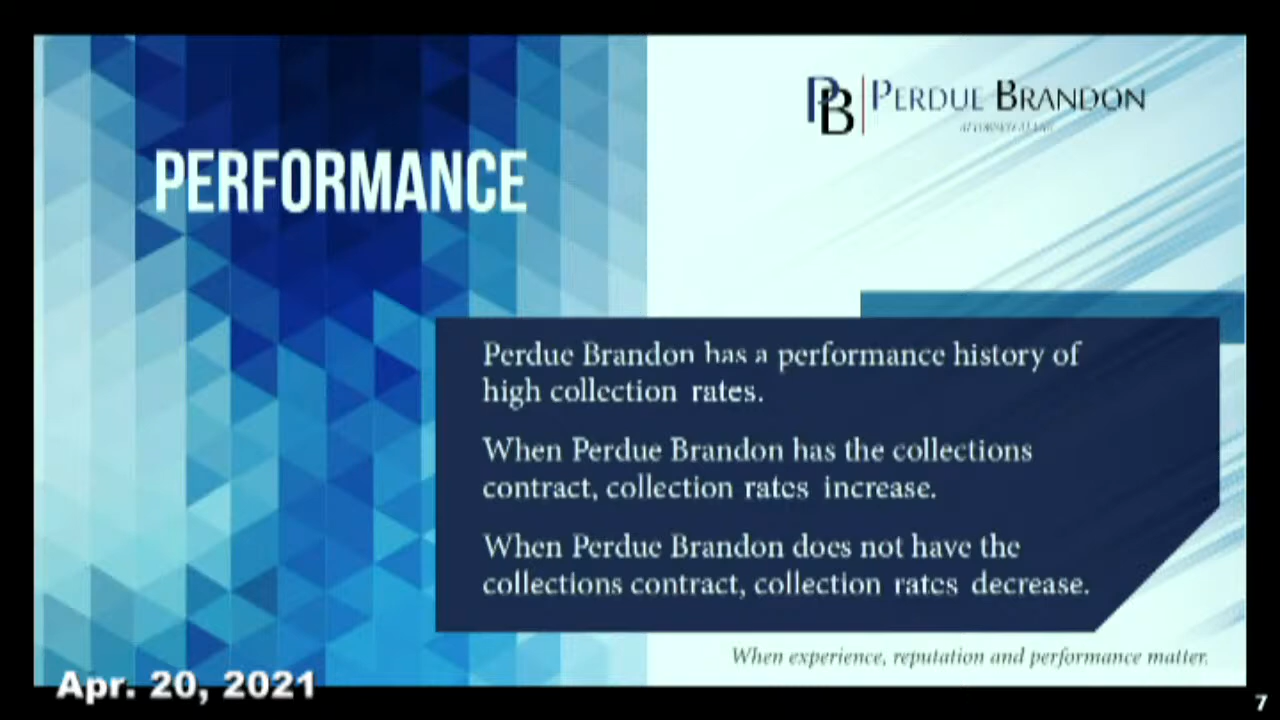 PB
PERDUE BRANDON
PERFORMANCE
Perdue Brandon has a performance history of
high collection rates.
When Perdue Brandon has the collections
contract, collection rates increase.
When Perdue Brandon does not have the
collections contract, collection rates decrease.
When experience, reputation and performance matter.
Apr. 20, 2021
7